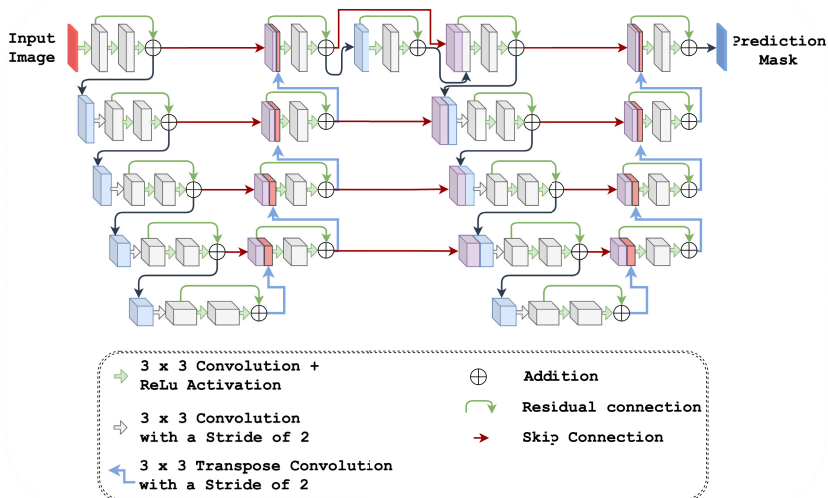 Input
Image
Prediction
Mask
3 x 3 Convolution +
ReLu Activation
3 x 3 Convolution
with a Stride of 2
3 x 3 Transpose Convolution
with a Stride of 2
Addition
Residual connection
Skip Connection